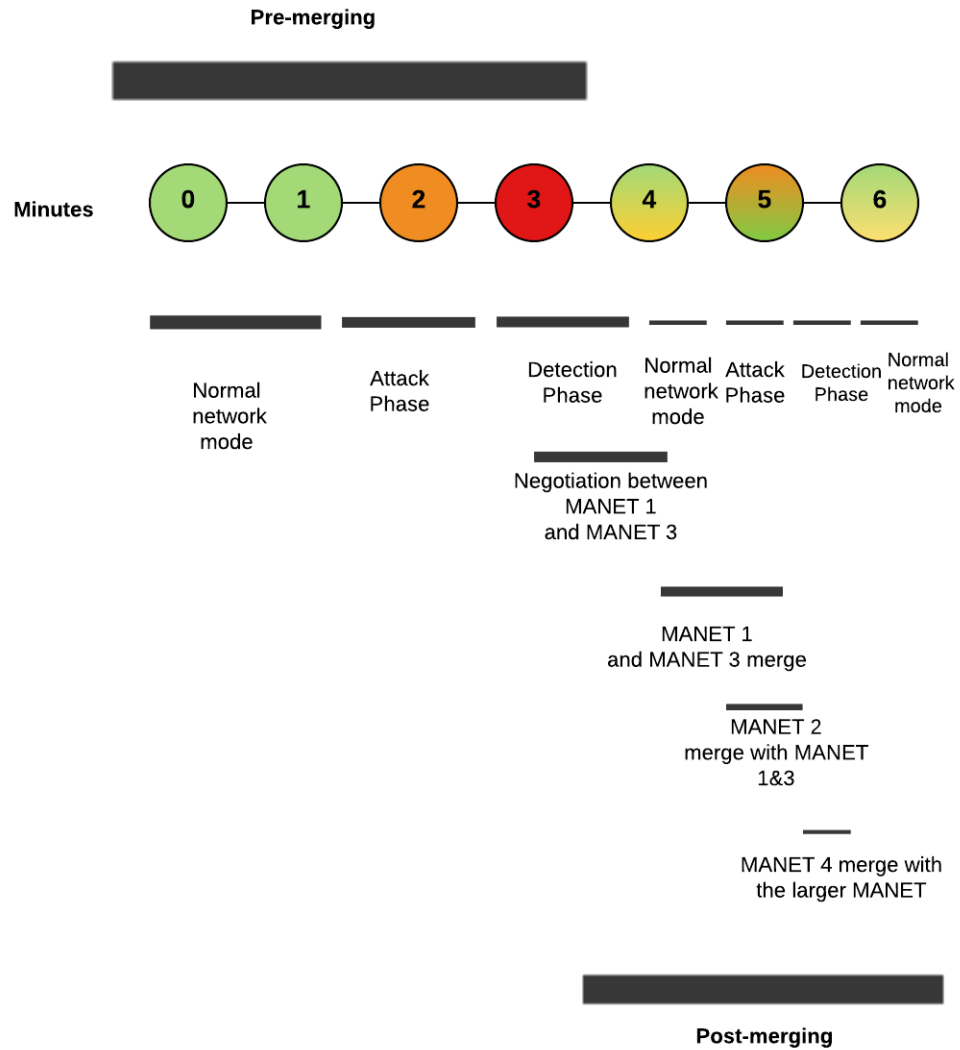 Pre-merging
Minutes
0
1
2
3
4
5
6
Normal
network
mode
Attack
Phase
Detection
Phase
Normal
network
mode
Attack
Phase
Detection
Phase
Normal
network
mode
Negotiation between
MANET 1
and MANET 3
MANET 1
and MANET 3 merge
MANET 2
merge with MANET
1&3
MANET 4 merge with
the larger MANET
Post-merging